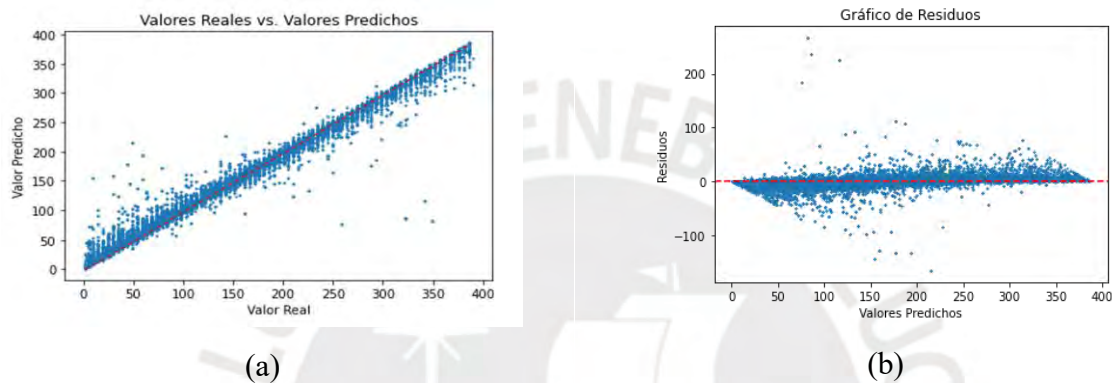 Valores Reales vs. Valores Predichos
400
350
300
250
200
150
100
50
0
Valor Predicho
0 50 100 150 200 250 300 350 400
Valor Real
(a)
Gráfico de Residuos
200
100
0
−100
Residuos
0 50 100 150 200 250 300 350 400
Valores Predichos
(b)
ENEB